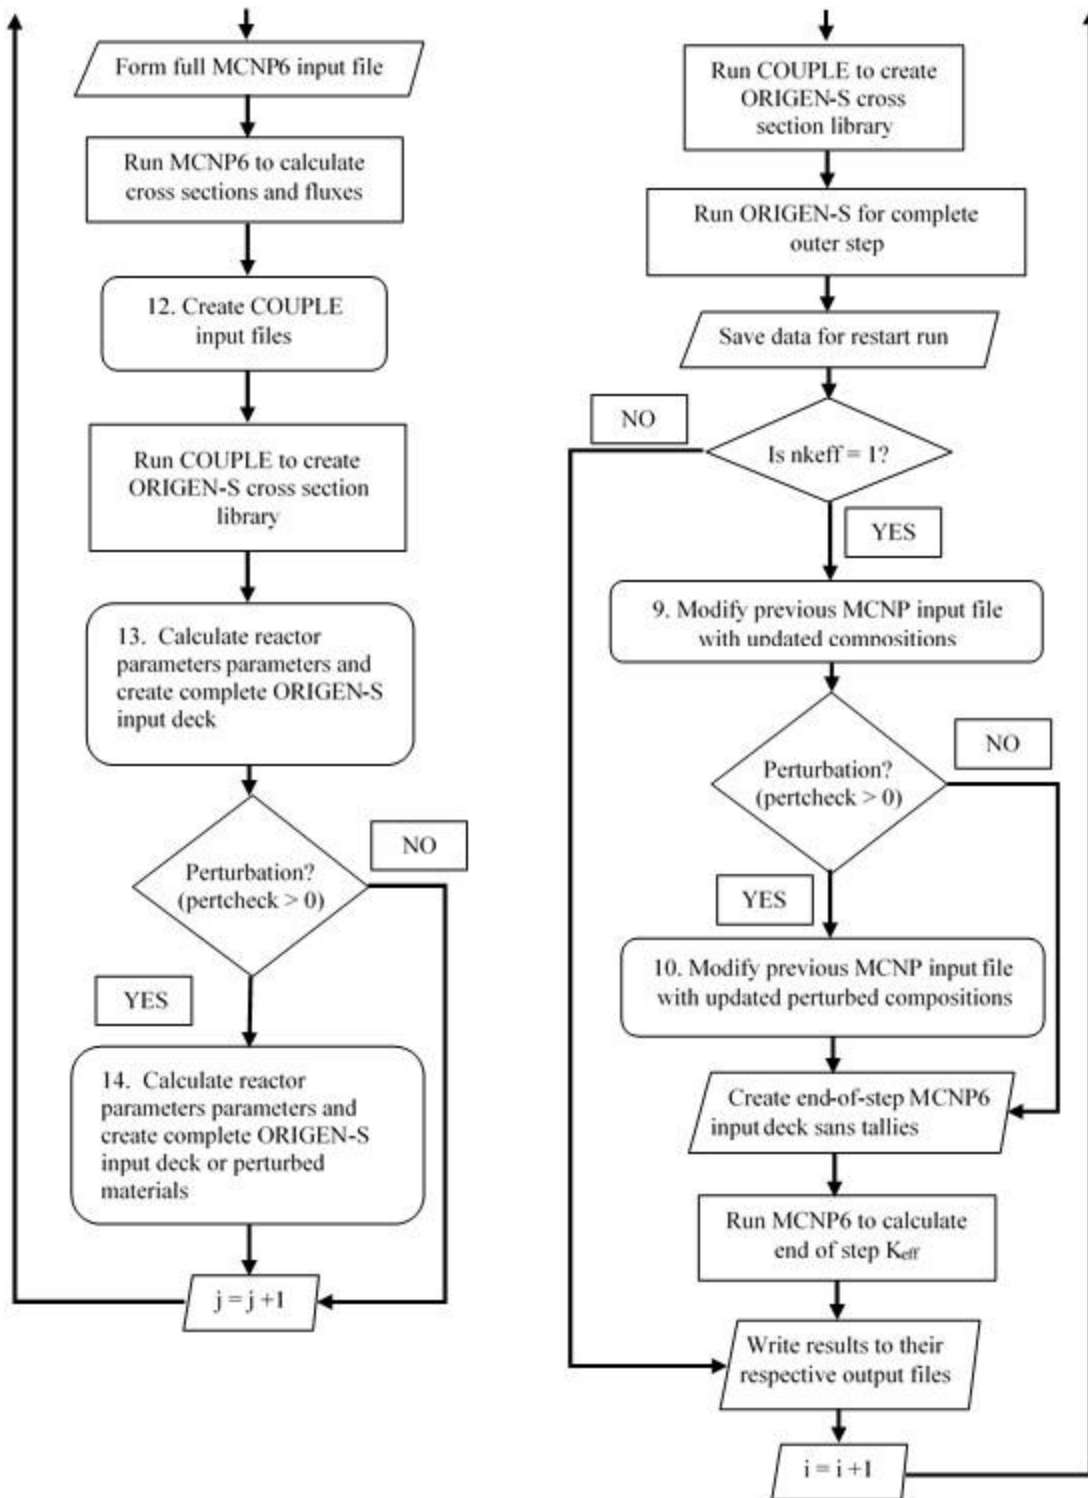 Form full MCNP6 input file
Run MCNP6 to calculate
cross sections and fluxes
12. Create COUPLE
input files
Run COUPLE to create
ORIGEN-S cross section
library
13. Calculate reactor
parameters parameters and
create complete ORIGEN-S
input deck
Perturbation?
(pertcheck > 0)
NO
YES
14. Calculate reactor
parameters parameters and
create complete ORIGEN-S
input deck or perturbed
materials
j = j +1
Run COUPLE to create
ORIGEN-S cross
section library
Run ORIGEN-S for complete
outer step
Save data for restart run
NO
Is nkeff = 1?
YES
9. Modify previous MCNP input file
with updated compositions
Perturbation?
(pertcheck > 0)
NO
YES
10. Modify previous MCNP input file
with updated perturbed compositions
Create end-of-step MCNP6
input deck sans tallies
Run MCNP6 to calculate
end of step Keff
Write results to their
respective output files
i = i +1